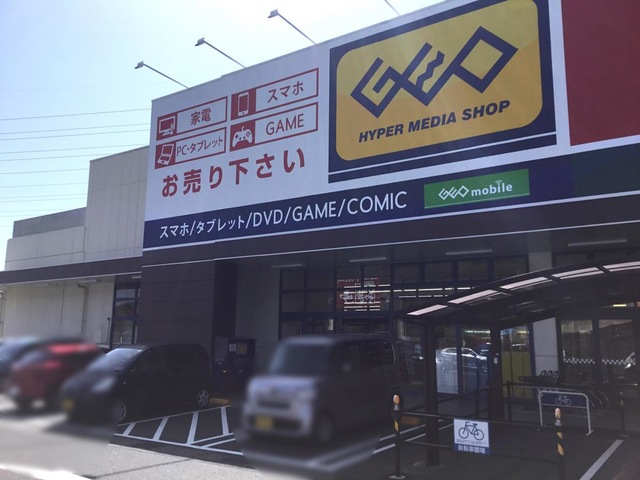 家電
スマホ
PC・タブレット
GAME
お売り下さい
GEO
HYPER MEDIA SHOP
スマホ/タブレット/DVD/GAME/COMIC
GEO mobile
自転車置場